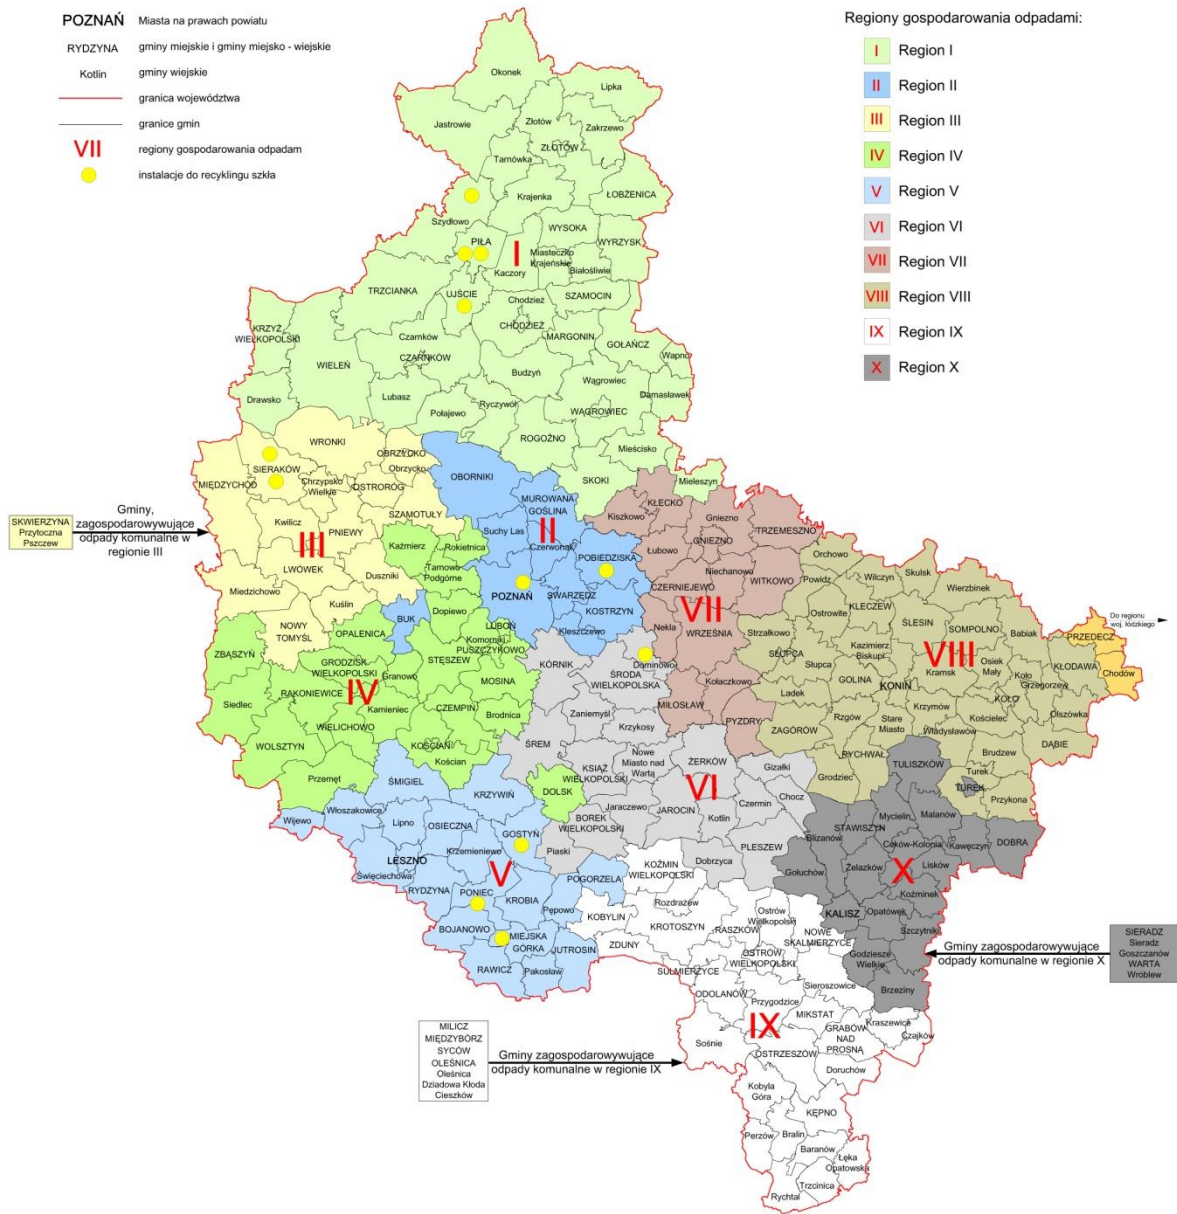 POZNAŃ Miasta na prawach powiatu
RYDZYNA gminy miejskie i gminy miejsko - wiejskie
Kotlin gminy wiejskie
granica województwa
granice gmin
VII regiony gospodarowania odpadam
instalacje do recyklingu szkła
Regiony gospodarowania odpadami:
I Region I
II Region II
III Region III
IV Region IV
V Region V
VI Region VI
VII Region VII
VIII Region VIII
IX Region IX
X Region X
Okonek
Lipka
Jastrowie
Złotów
Zakrzewo
ZŁOTÓW
Tarnówka
Krajenka
ŁOBŻENICA
Szydłowo
WYSOKA
PIŁA
WYRZYSK
I
Miasteczko
Krajeńskie
Białośliwie
Kaczory
TRZCIANKA
UJŚCIE
Chodzież
SZAMOCIN
CHODZIEŻ
KRZYŻ
WIELKOPOLSKI
Czarnków
CZARNKÓW
MARGONIN
GOŁAŃCZ
WIELEŃ
Wapno
Budzyń
Wągrowiec
Damasławek
Drawsko
Lubasz
Połajewo
Ryczywół
WĄGROWIEC
ROGOŹNO
Mieścisko
SKOKI
Mieleszyn
WRONKI
OBRZYCKO
Obrzycko
SIERAKÓW
MIĘDZYCHÓD
Chrzypsko
Wielkie
OSTRORÓG
SZAMOTUŁY
Kwilicz
PNIEWY
III
LWÓWEK
Duszniki
Miedzichowo
Kuślin
NOWY
TOMYŚL
SKWIERZYNA
Przytoczna
Pszczew
Gminy,
zagospodarowywujące
odpady komunalne w
regionie III
OBORNIKI
MUROWANA
GOŚLINA
II
Suchy Las
Czerwonak
POBIEDZISKA
POZNAŃ
SWARZĘDZ
KOSTRZYN
Kleszczewo
BUK
KŁECKO
Kiszkowo
Gniezno
TRZEMESZNO
GNIEZNO
Łubowo
Niechanowo
CZERNIEJEWO
WITKOWO
VII
Nekla
WRZEŚNIA
Dominowo
Kołaczkowo
MIŁOSŁAW
PYZDRY
Kaźmierz
Rokietnica
Tarnowo
Podgórne
Dopiewo
LUBOŃ
Komorniki
PUSZCZYKOWO
OPALENICA
ZBĄSZYŃ
GRODZISK
WIELKOPOLSKI
STĘSZEW
Granowo
RAKONIEWICE
IV
MOSINA
Siedlec
Kamieniec
CZEMPIŃ
Brodnica
WIELICHOWO
WOLSZTYN
KOŚCIAN
Kościan
Przemęt
DOLSK
Orchowo
Skulsk
Powidz
Wilczyn
Wierzbinek
Ostrowite
KLECZEW
ŚLESIN
SOMPOLNO
Babiak
Strzałkowo
Kazimierz
Biskupi
VIII
SŁUPCA
Słupca
Osiek
Mały
Kramsk
Koło
Grzegorzew
KŁODAWA
GOLINA
KONIN
KOŁO
Lądek
Krzymów
Olszówka
Rzgów
Stare
Miasto
Kościelec
ZAGORÓW
Władysławów
DĄBIE
RYCHWAŁ
Brudzew
Grodziec
Turek
Przykona
PRZEDECZ
Chodów
Do regionu
woj. łódzkiego
KÓRNIK
ŚRODA
WIELKOPOLSKA
Zaniemyśl
Krzykosy
ŚREM
Nowe
Miasto nad
Wartą
KSIĄŻ
WIELKOPOLSKI
ŻERKÓW
Gizałki
VI
Chocz
Jaraczewo
JAROCIN
Czermin
Kotlin
BOREK
WIELKOPOLSKI
Piaski
PLESZEW
Dobrzyca
ŚMIGIEL
Włoszakowice
KRZYWIŃ
Wijewo
Lipno
OSIECZNA
GOSTYŃ
Krzemieniewo
LESZNO
V
Święciechowa
RYDZYNA
PONIEC
POGORZELA
KROBIA
Pępowo
BOJANOWO
MIEJSKA
GÓRKA
JUTROSIN
RAWICZ
Pakosław
TULISZKÓW
TUREK
Mycielin
Malanów
STAWISZYN
Blizanów
Ceków-Kolonia
Kawęczyn
DOBRA
Gołuchów
Żelazków
X
Lisków
Koźminek
KALISZ
Opatówek
Szczytniki
Godziesze
Wielkie
Brzeziny
Gminy zagospodarowywujące
odpady komunalne w regionie X
SIERADZ
Sieradz
Goszczanów
WARTA
Wróblew
KOŹMIN
WIELKOPOLSKI
Rozdrażew
KOBYLIN
KROTOSZYN
Ostrów
Wielkopolski
RASZKÓW
NOWE
SKALMIERZYCE
ZDUNY
OSTRÓW
WIELKOPOLSKI
SULMIERZYCE
Sieroszowice
ODOLANÓW
Przygodzice
MIKSTAT
IX
GRABÓW
NAD
PROSNĄ
Kraszewice
Czajków
Sośnie
OSTRZESZÓW
Doruchów
Kobyla
Góra
KĘPNO
Perzów
Bralin
Baranów
Łęka
Opatowska
Trzcinica
Rychtal
MILICZ
MIĘDZYBÓRZ
SYCÓW
OLEŚNICA
Oleśnica
Dziadowa Kłoda
Cieszków
Gminy zagospodarowywujące
odpady komunalne w regionie IX